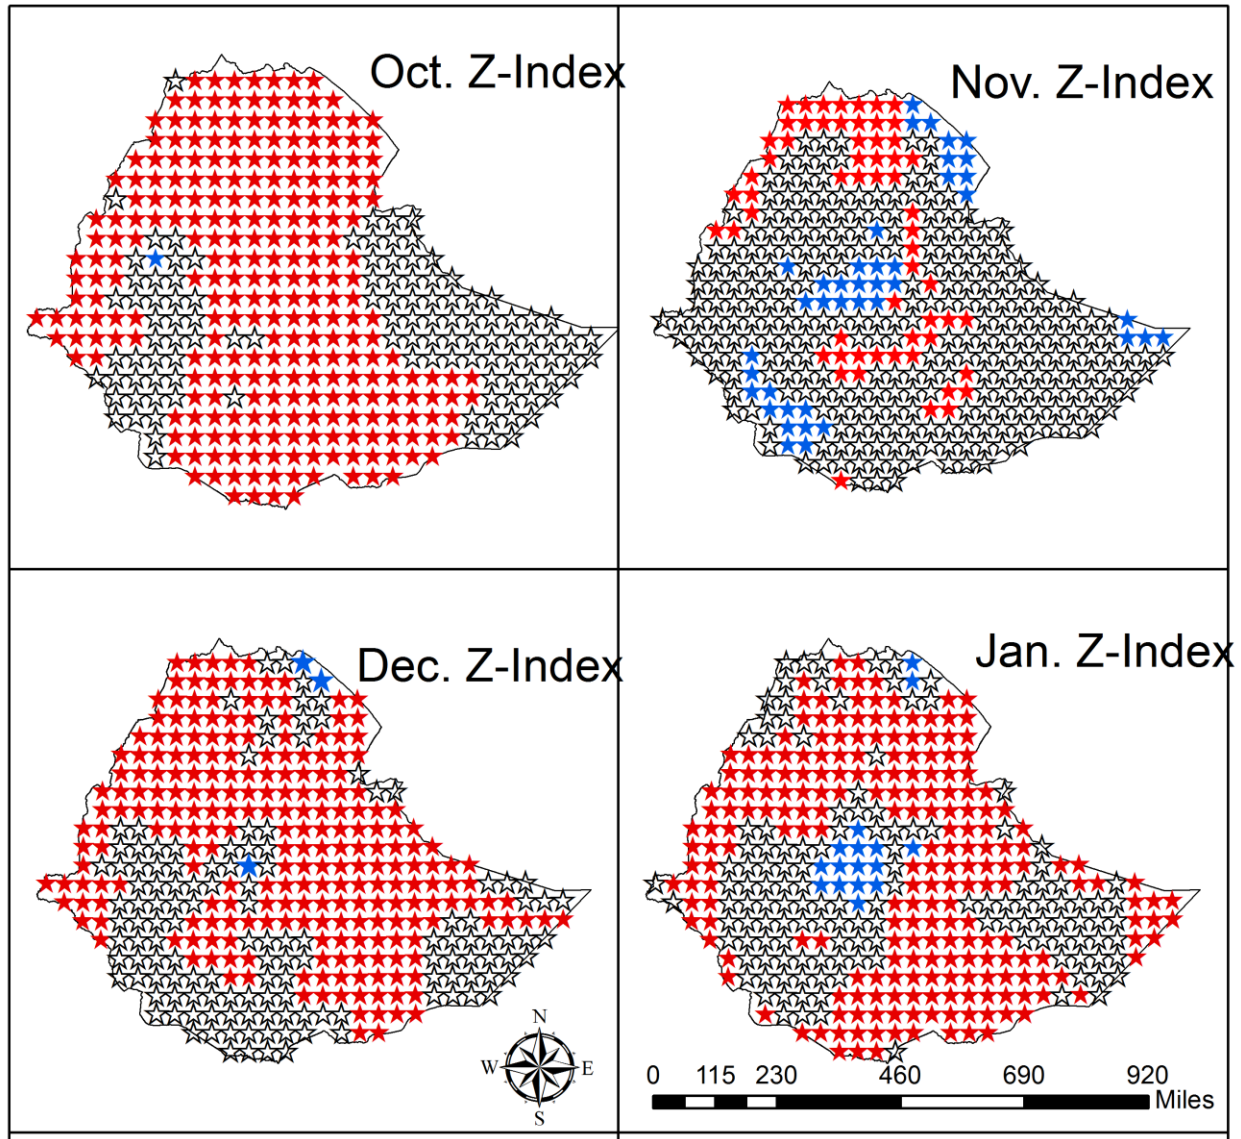 Oct. Z-Index
Nov. Z-Index
Dec. Z-Index
Jan. Z-Index
N
W E
S
0 115 230 460 690 920
Miles